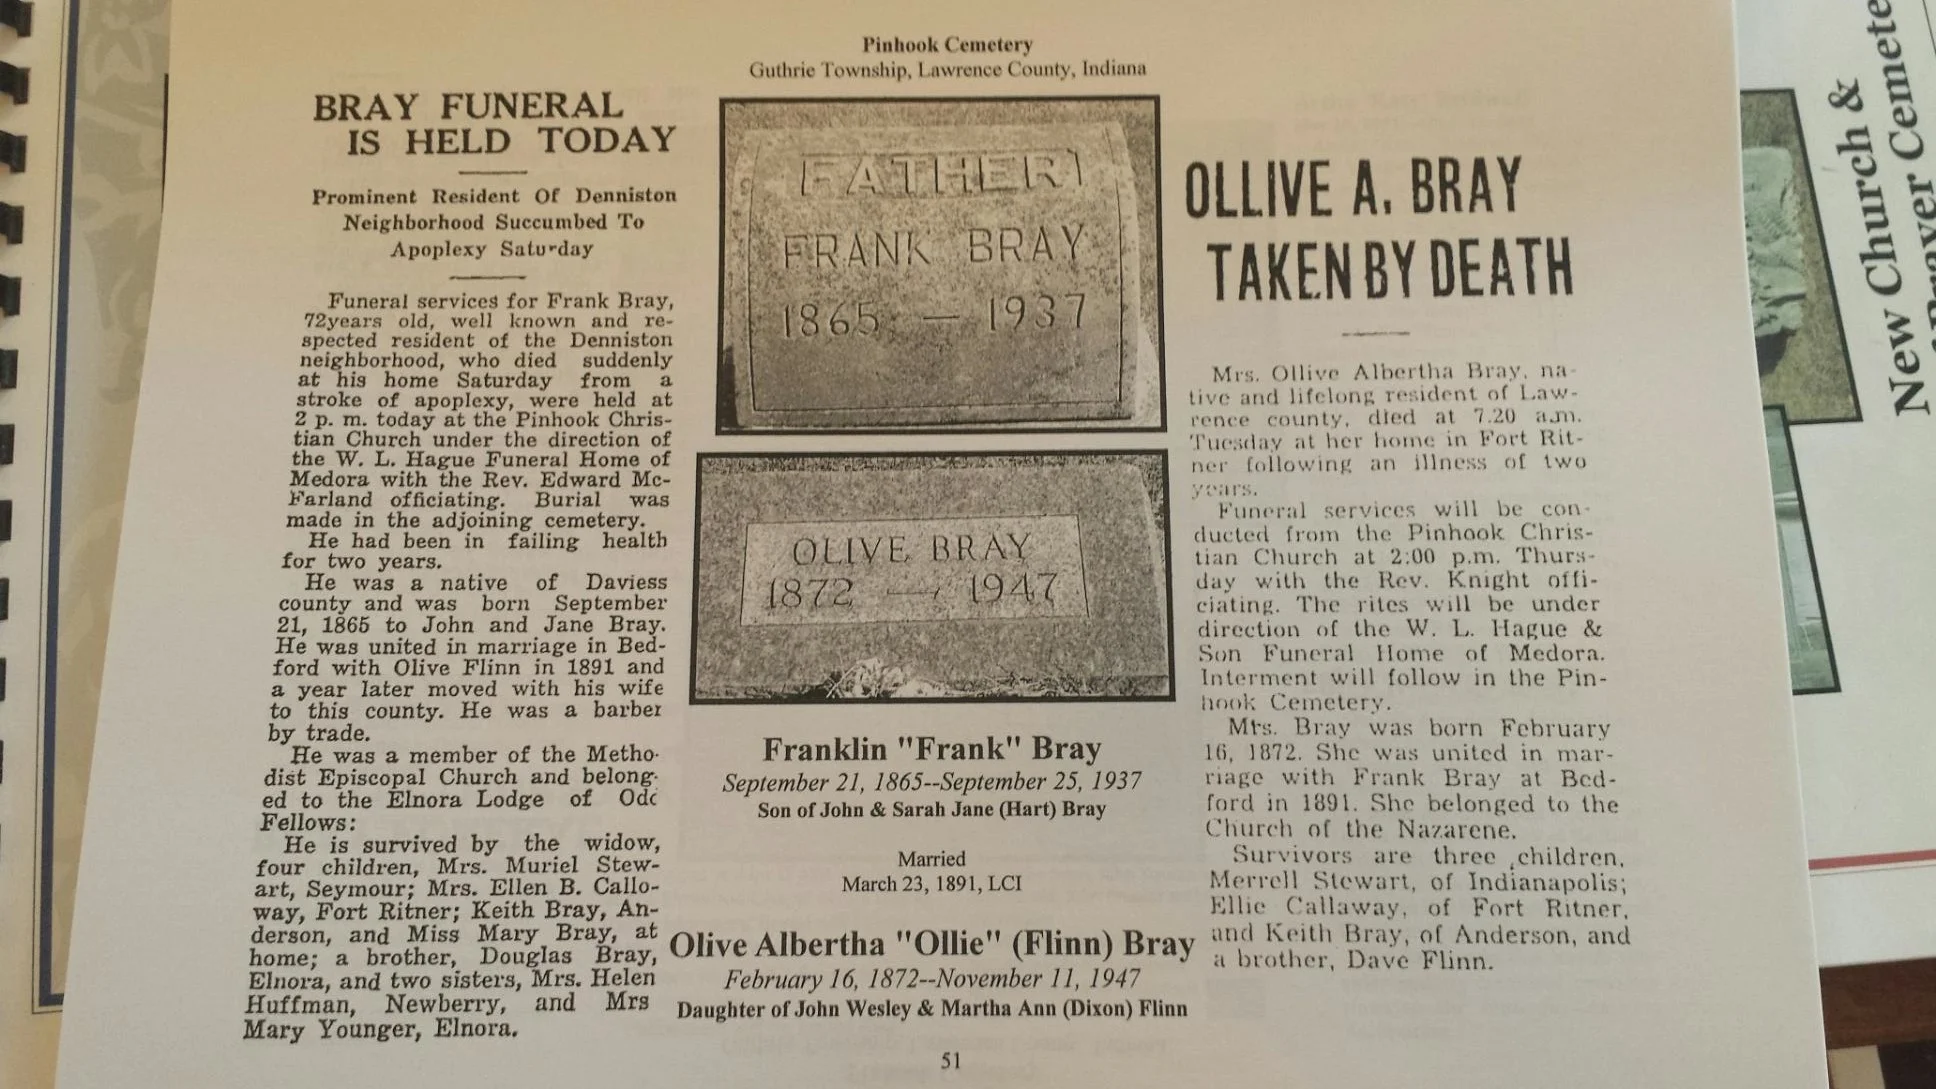 Pinhook Cemetery
Guthrie Township, Lawrence County, Indiana
BRAY FUNERAL
IS HELD TODAY
Prominent Resident Of Denniston
Neighborhood Succumbed To
Apoplexy Saturday
Funeral services for Frank Bray,
72years old, well known and re-
spected resident of the Denniston
neighborhood, who died suddenly
at his home Saturday from a
stroke of apoplexy, were held at
2 p. m. today at the Pinhook Chris-
tian Church under the direction of
the W. L. Hague Funeral Home of
Medora with the Rev. Edward Mc-
Farland officiating. Burial was
made in the adjoining cemetery.
He had been in failing health
for two years.
He was a native of Daviess
county and was born September
21, 1865 to John and Jane Bray.
He was united in marriage in Bed-
ford with Olive Flinn in 1891 and
a year later moved with his wife
to this county. He was a barber
by trade.
He was a member of the Metho-
dist Episcopal Church and belong-
ed to the Elnora Lodge of Odd
Fellows:
He is survived by the widow,
four children, Mrs. Muriel Stew-
art, Seymour; Mrs. Ellen B. Callo-
way, Fort Ritner; Keith Bray, An-
derson, and Miss Mary Bray, at
home; a brother, Douglas Bray,
Elnora, and two sisters, Mrs. Helen
Huffman, Newberry, and Mrs
Mary Younger, Elnora.
FATHER
FRANK BRAY
1865 — 1937
OLIVE BRAY
1872 — 1947
Franklin "Frank" Bray
September 21, 1865--September 25, 1937
Son of John & Sarah Jane (Hart) Bray
Married
March 23, 1891, LCI
Olive Albertha "Ollie" (Flinn) Bray
February 16, 1872--November 11, 1947
Daughter of John Wesley & Martha Ann (Dixon) Flinn
51
OLLIVE A. BRAY
TAKEN BY DEATH
Mrs. Ollive Albertha Bray, na-
tive and lifelong resident of Law-
rence county, died at 7.20 a.m.
Tuesday at her home in Fort Rit-
ner following an illness of two
years.
Funeral services will be con-
ducted from the Pinhook Chris-
tian Church at 2:00 p.m. Thurs-
day with the Rev. Knight offi-
ciating. The rites will be under
direction of the W. L. Hague &
Son Funeral Home of Medora.
Interment will follow in the Pin-
hook Cemetery.
Mrs. Bray was born February
16, 1872. She was united in mar-
riage with Frank Bray at Bed-
ford in 1891. She belonged to the
Church of the Nazarene.
Survivors are three children,
Merrell Stewart, of Indianapolis;
Ellie Callaway, of Fort Ritner,
and Keith Bray, of Anderson, and
a brother, Dave Flinn.
New Church &
Prayer Cemete